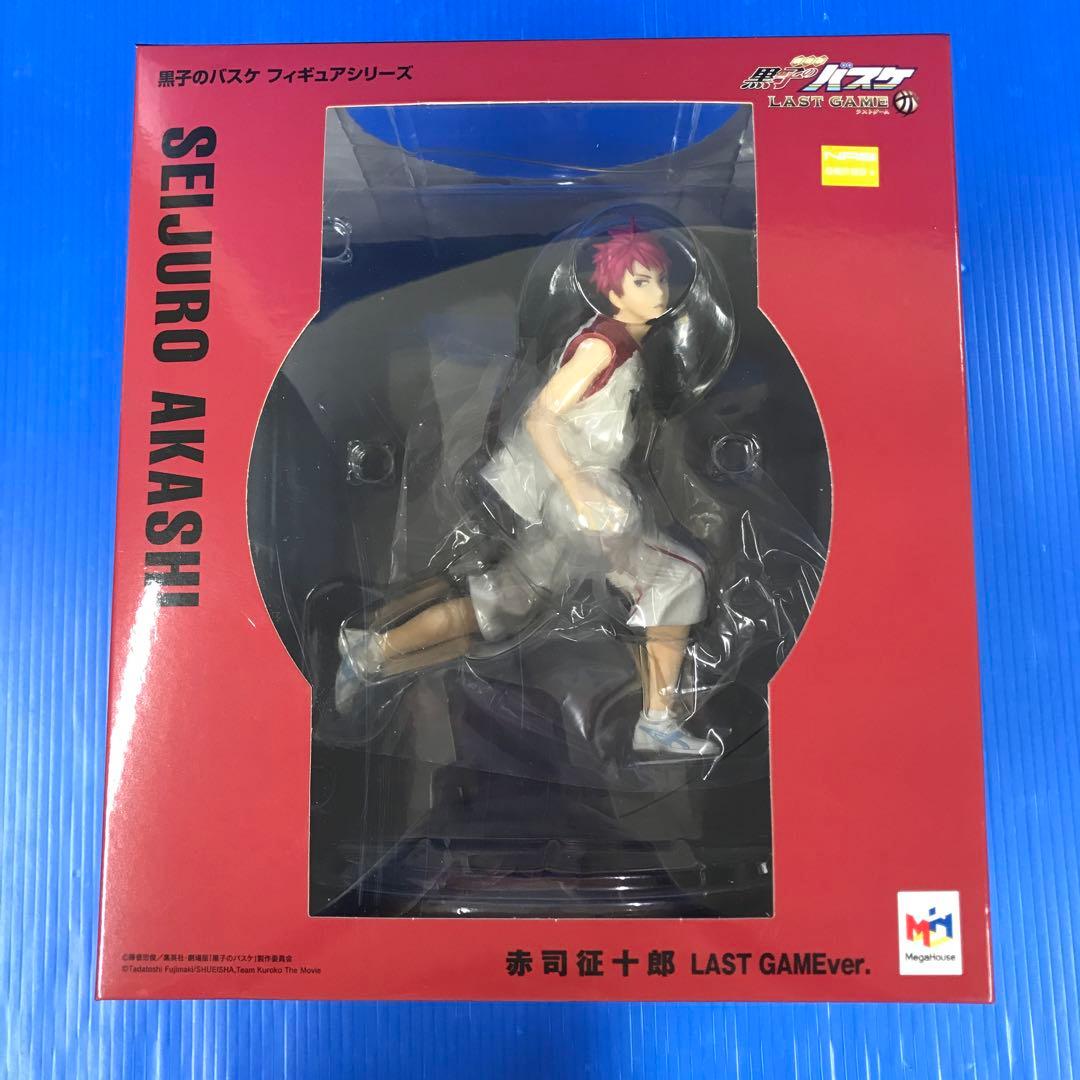 黒子のバスケ フィギュアシリーズ
劇場版
黒子のバスケ
LAST GAME
ラストゲーム
SEIJURO AKASHI
©藤巻忠俊/集英社・劇場版「黒子のバスケ」製作委員会
©Tadatoshi Fujimaki/SHUEISHA,Team Kuroko The Movie
赤司征十郎 LAST GAMEver.
MegaHouse